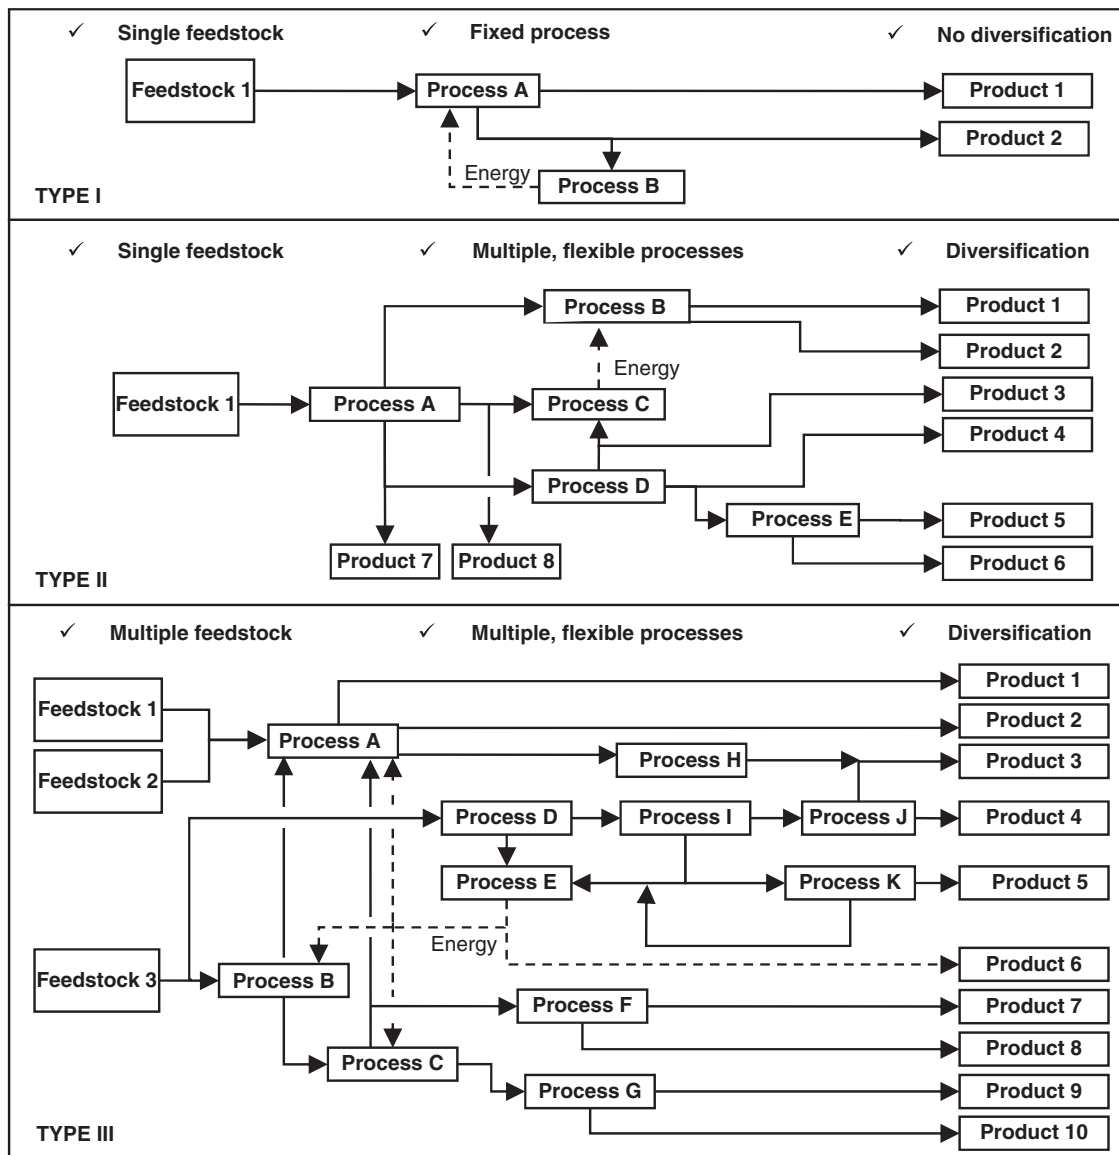 ✓ Single feedstock ✓ Fixed process ✓ No diversification
Feedstock 1 Process A Product 1
Product 2
Energy
Process B
TYPE I
✓ Single feedstock ✓ Multiple, flexible processes ✓ Diversification
Process B Product 1
Product 2
Energy
Feedstock 1 Process A Process C Product 3
Product 4
Process D
Process E Product 5
Product 7 Product 8 Product 6
TYPE II
✓ Multiple feedstock ✓ Multiple, flexible processes ✓ Diversification
Product 1
Feedstock 1
Product 2
Process A
Process H Product 3
Feedstock 2
Process D Process I Process J Product 4
Process E Process K Product 5
Energy
Feedstock 3 Process B Product 6
Process F Product 7
Product 8
Process C
Process G Product 9
Product 10
TYPE III